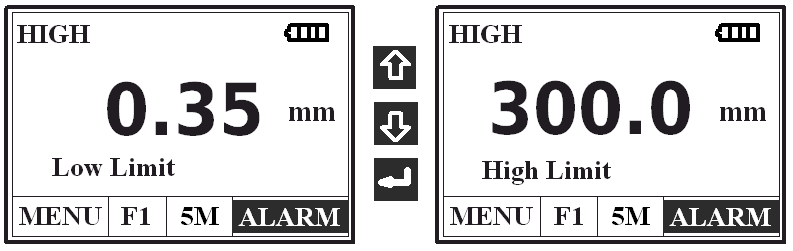 HIGH
0.35 mm
Low Limit
MENU F1 5M ALARM
HIGH
300.0 mm
High Limit
MENU F1 5M ALARM